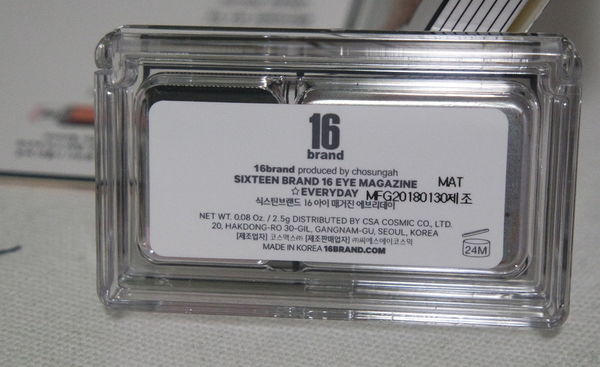 16
brand
16brand produced by chosungah
SIXTEEN BRAND 16 EYE MAGAZINE MAT
☆EVERYDAY MFG20180130제조
식스틴브랜드 16 아이 매거진 에브리데이
NET WT. 0.08 Oz. / 2.5g DISTRIBUTED BY CSA COSMIC CO., LTD.
20, HAKDONG-RO 30-GIL, GANGNAM-GU, SEOUL, KOREA
[제조업자] 코스맥스㈜ [제조판매업자] ㈜씨에스에이코스믹
MADE IN KOREA 16BRAND.COM
24M